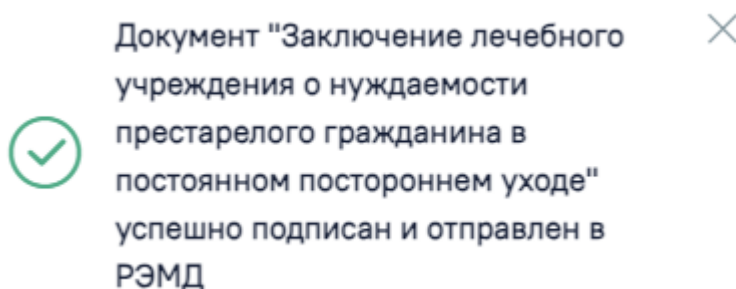 Документ "Заключение лечебного
учреждения о нуждаемости
престарелого гражданина в
постоянном постороннем уходе"
успешно подписан и отправлен в
РЭМД